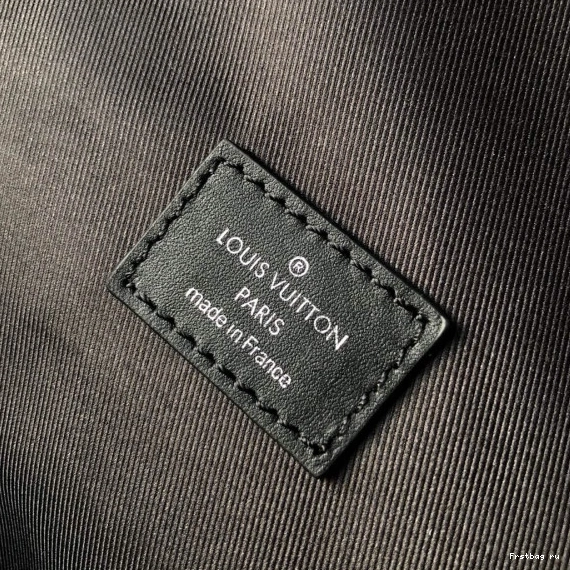 ®
LOUIS VUITTON
PARIS
made in France
Frstbag ru